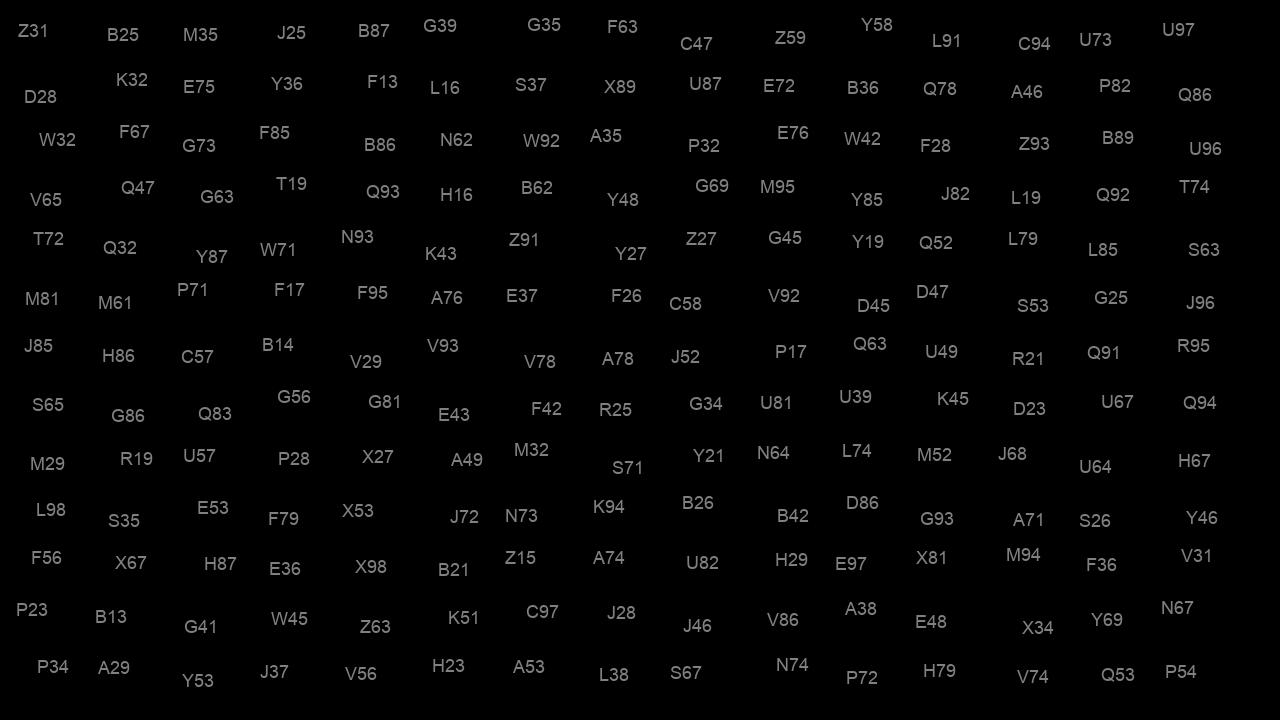 Z31 B25 M35 J25 B87 G39 G35 F63 C47 Z59 Y58 L91 C94 U73 U97
D28 K32 E75 Y36 F13 L16 S37 X89 U87 E72 B36 Q78 A46 P82 Q86
W32 F67 G73 F85 B86 N62 W92 A35 P32 E76 W42 F28 Z93 B89 U96
V65 Q47 G63 T19 Q93 H16 B62 Y48 G69 M95 Y85 J82 L19 Q92 T74
T72 Q32 Y87 W71 N93 K43 Z91 Y27 Z27 G45 Y19 Q52 L79 L85 S63
M81 M61 P71 F17 F95 A76 E37 F26 C58 V92 D45 D47 S53 G25 J96
J85 H86 C57 B14 V29 V93 V78 A78 J52 P17 Q63 U49 R21 Q91 R95
S65 G86 Q83 G56 G81 E43 F42 R25 G34 U81 U39 K45 D23 U67 Q94
M29 R19 U57 P28 X27 A49 M32 S71 Y21 N64 L74 M52 J68 U64 H67
L98 S35 E53 F79 X53 J72 N73 K94 B26 B42 D86 G93 A71 S26 Y46
F56 X67 H87 E36 X98 B21 Z15 A74 U82 H29 E97 X81 M94 F36 V31
P23 B13 G41 W45 Z63 K51 C97 J28 J46 V86 A38 E48 X34 Y69 N67
P34 A29 Y53 J37 V56 H23 A53 L38 S67 N74 P72 H79 V74 Q53 P54